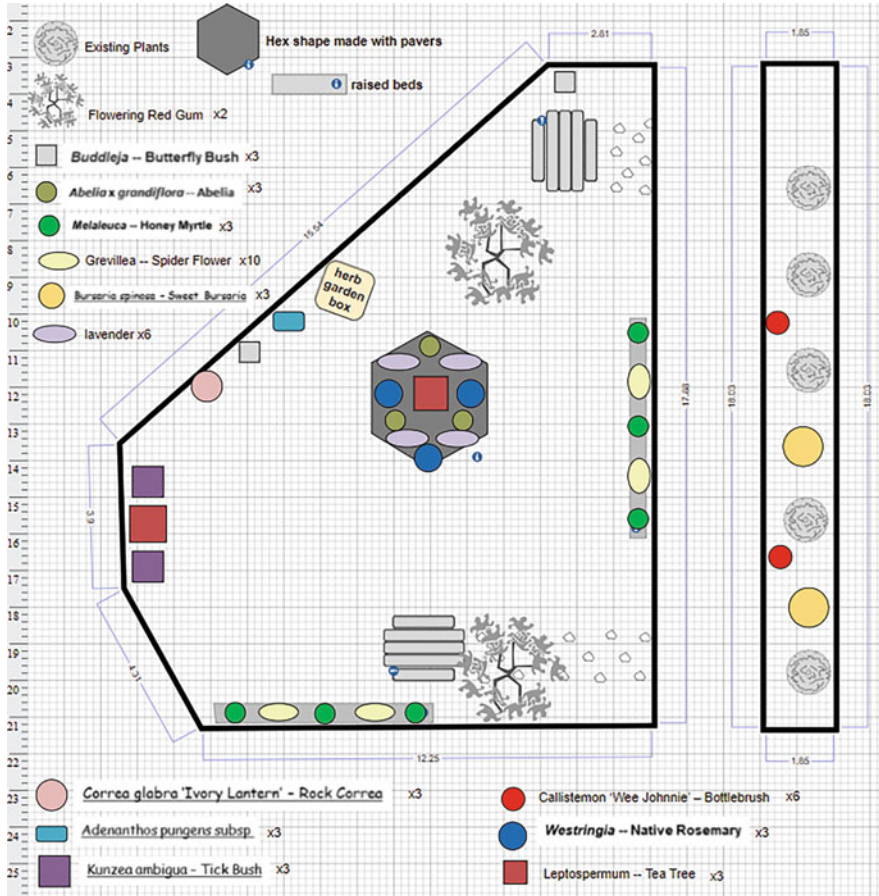 2
3
4
5
6
7
8
9
10
11
12
13
14
15
16
17
18
19
20
21
22
23
24
25
Existing Plants
Hex shape made with pavers
raised beds
Flowering Red Gum x2
Buddleja -- Butterfly Bush x3
Abelia x grandiflora -- Abelia x3
Melaleuca -- Honey Myrtle x3
Grevillea -- Spider Flower x10
Bursaria spinosa - Sweet Bursaria x3
lavender x6
2.81
1.85
15.54
herb
garden
box
17.68
18.03
18.03
3.9
4.31
12.25
1.85
Correa glabra 'Ivory Lantern' - Rock Correa x3
Adenanthos pungens subsp. x3
Kunzea ambigua - Tick Bush x3
Callistemon 'Wee Johnnie' -- Bottlebrush x6
Westringia -- Native Rosemary x3
Leptospermum -- Tea Tree x3